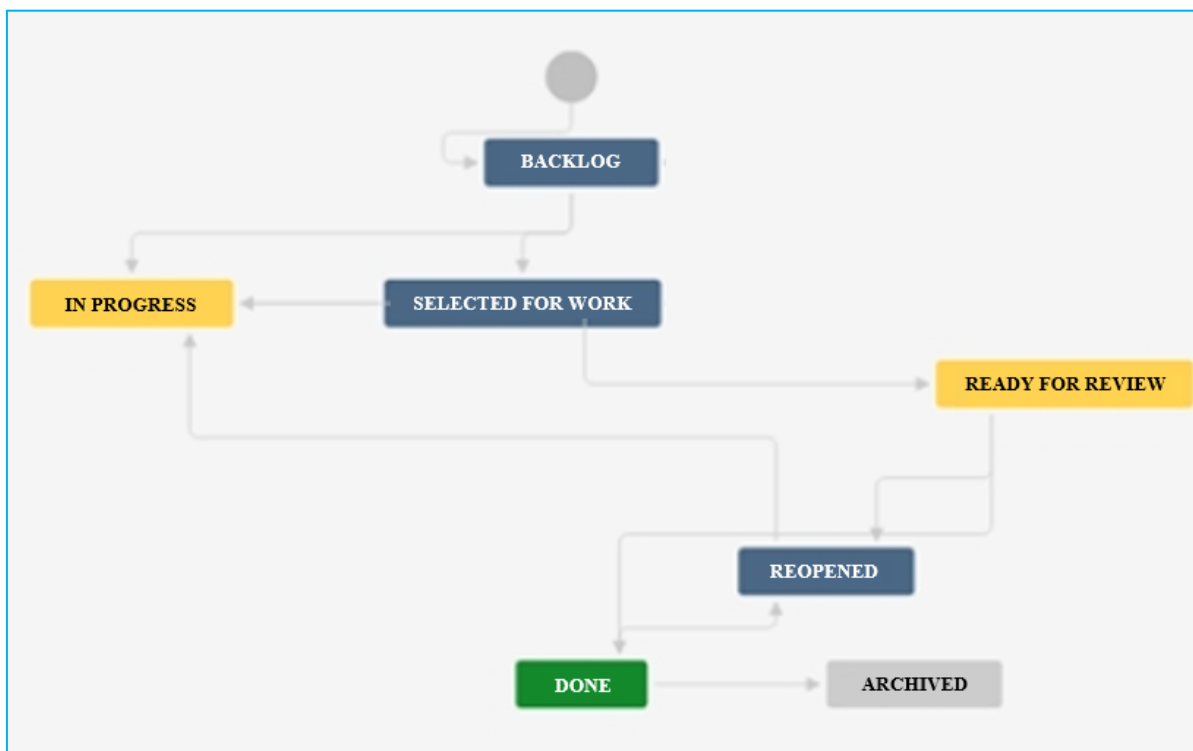 BACKLOG
IN PROGRESS
SELECTED FOR WORK
READY FOR REVIEW
REOPENED
DONE
ARCHIVED